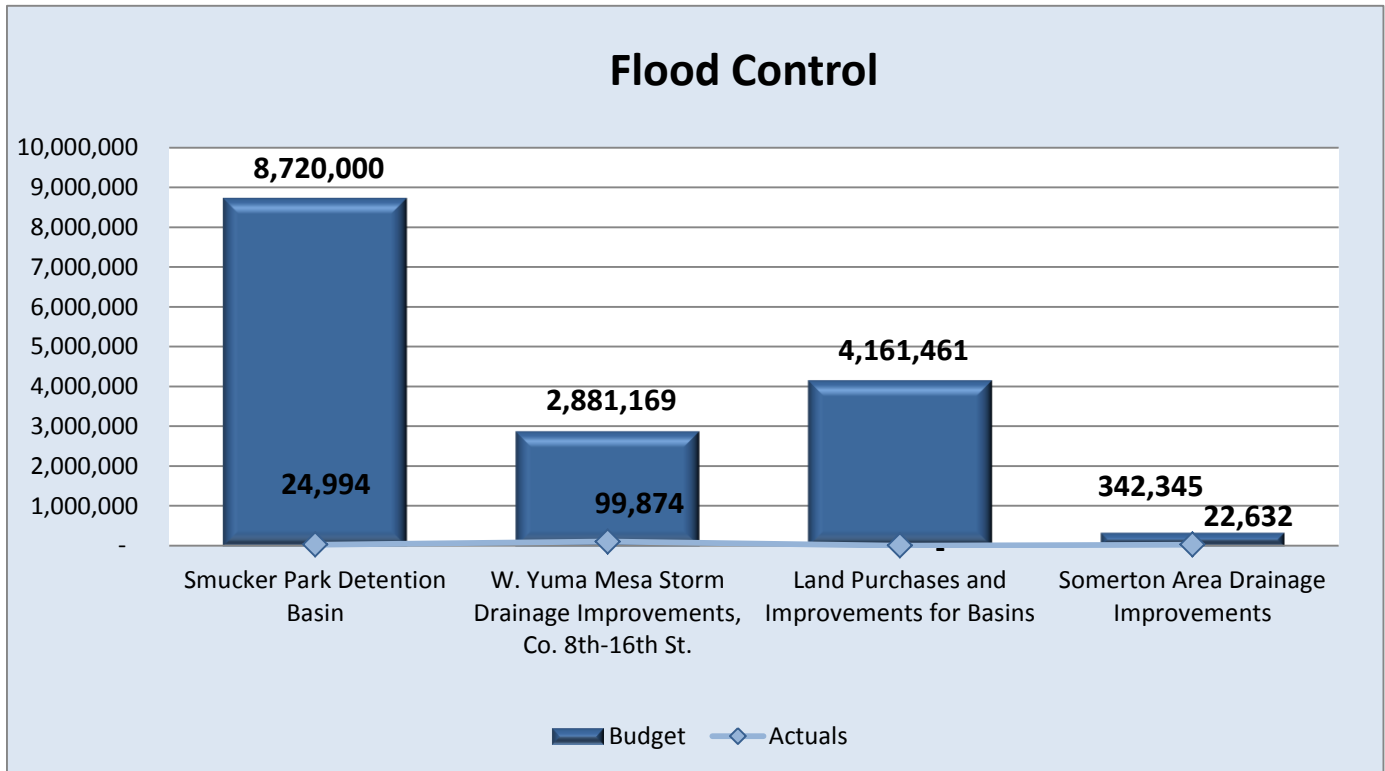 Flood Control
10,000,000
9,000,000
8,000,000
7,000,000
6,000,000
5,000,000
4,000,000
3,000,000
2,000,000
1,000,000
-
8,720,000
2,881,169
4,161,461
342,345
24,994
99,874
-
22,632
Smucker Park Detention
Basin
W. Yuma Mesa Storm
Drainage Improvements,
Co. 8th-16th St.
Land Purchases and
Improvements for Basins
Somerton Area Drainage
Improvements
Budget
Actuals